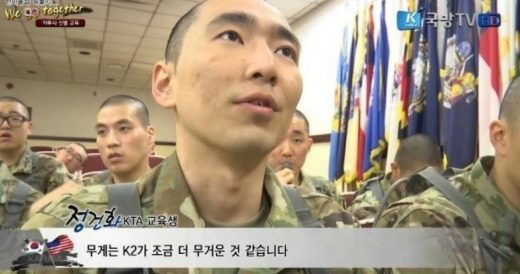 We together
카투사 신병 교육
국방TV HD
정건화 KTA 교육생
무게는 K2가 조금 더 무거운 것 같습니다